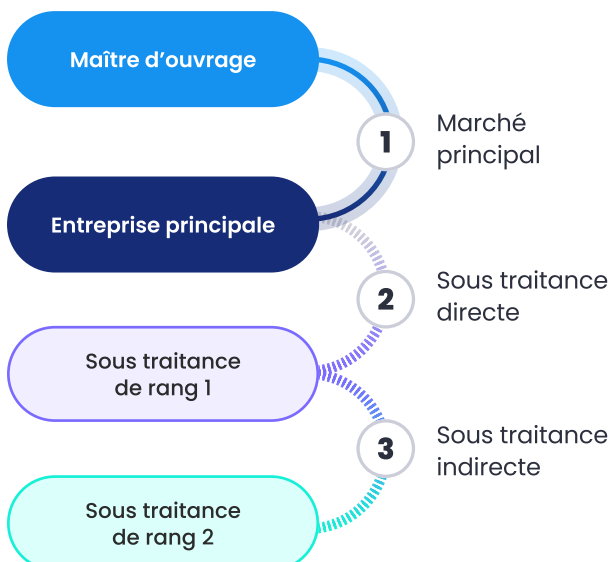 Maître d’ouvrage
1
Marché
principal
Entreprise principale
2
Sous traitance
directe
Sous traitance
de rang 1
3
Sous traitance
indirecte
Sous traitance
de rang 2